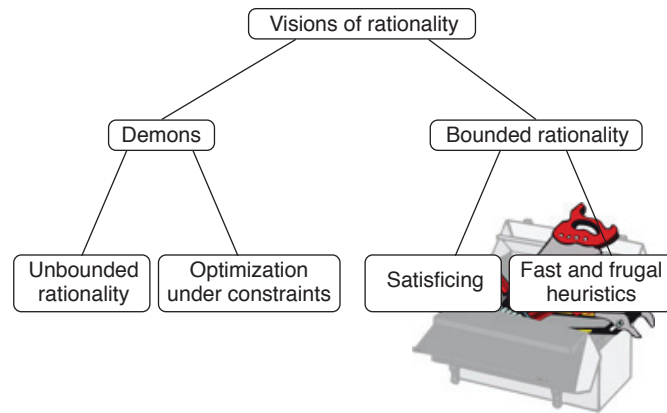 Visions of rationality
Demons
Bounded rationality
Unbounded
rationality
Optimization
under constraints
Satisficing
Fast and frugal
heuristics